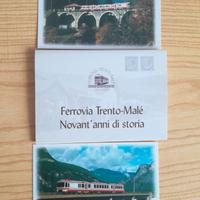 Ferrovia Trento-Malé
Novant'anni di storia